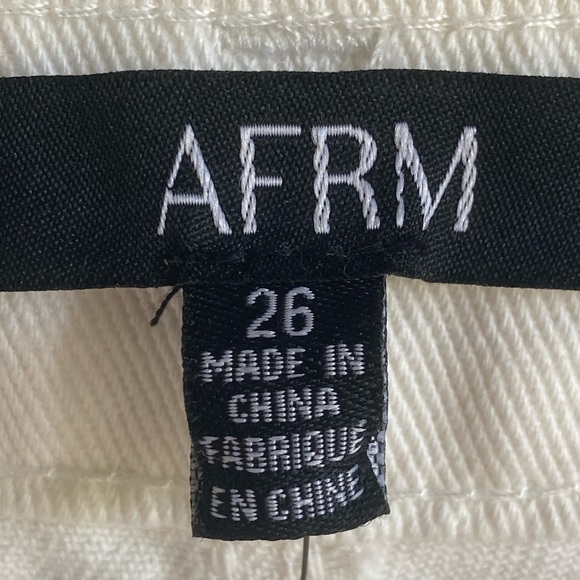 AFRM
26
MADE IN
CHINA
FABRIQUE
EN CHINE